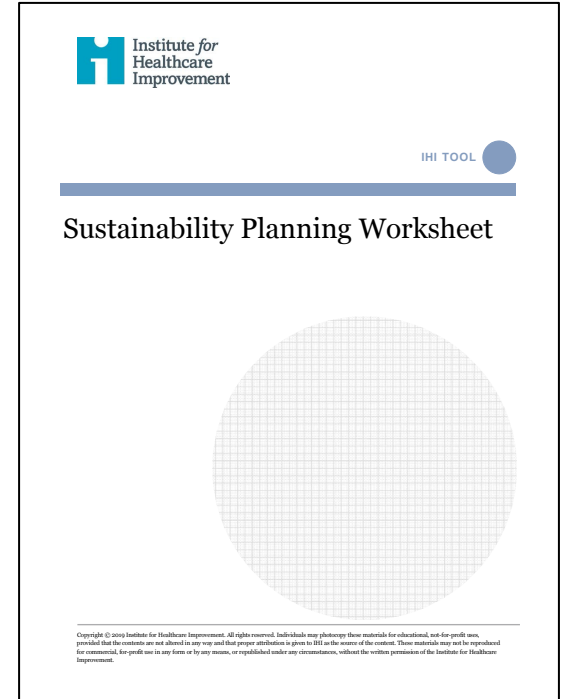 Institute for
Healthcare
Improvement
IHI TOOL
Sustainability Planning Worksheet
Copyright © 2019 Institute for Healthcare Improvement. All rights reserved. Individuals may photocopy these materials for educational, not-for-profit uses,
provided that the contents are not altered in any way and that proper attribution is given to IHI as the source of the content. These materials may not be reproduced
for commercial, for-profit use in any form or by any means, or republished under any circumstances, without the written permission of the Institute for Healthcare
Improvement.